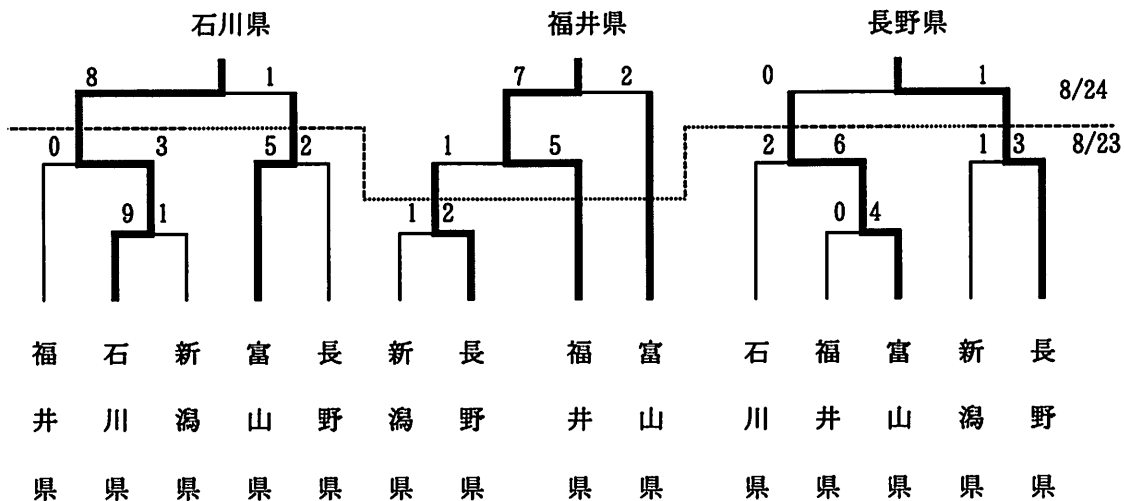 石川県 福井県 長野県
8 1 7 2 0 1 8/24
0 3 5 2 1 5 2 6 1 3 8/23
9 1 1 2 0 4
福井県 石川県 新潟県 富山県 長野県 新潟県 長野県 福井県 富山県 石川県 福井県 富山県 新潟県 長野県